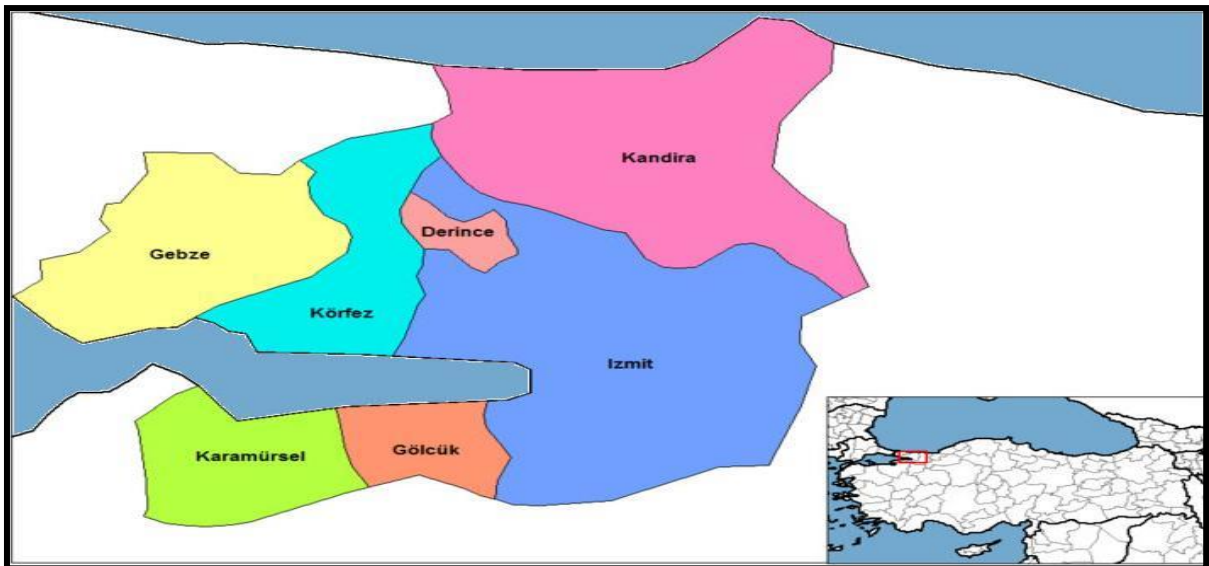 Kandira
Derince
Gebze
Körfez
Izmit
Gölcük
Karamürsel